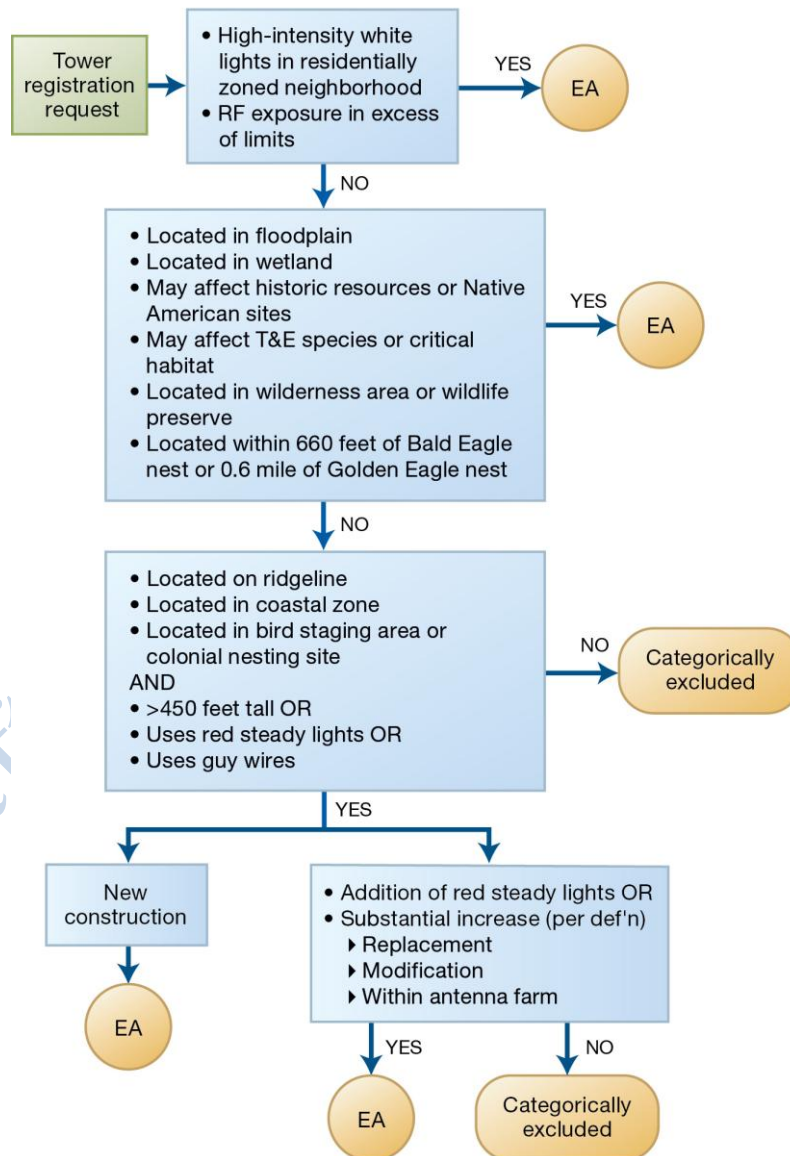 Tower
registration
request
• High-intensity white
lights in residentially
zoned neighborhood
• RF exposure in excess
of limits
YES
EA
NO
• Located in floodplain
• Located in wetland
• May affect historic resources or Native
American sites
• May affect T&E species or critical
habitat
• Located in wilderness area or wildlife
preserve
• Located within 660 feet of Bald Eagle
nest or 0.6 mile of Golden Eagle nest
YES
EA
NO
• Located on ridgeline
• Located in coastal zone
• Located in bird staging area or
colonial nesting site
AND
• >450 feet tall OR
• Uses red steady lights OR
• Uses guy wires
NO
Categorically
excluded
YES
New
construction
EA
• Addition of red steady lights OR
• Substantial increase (per def'n)
▸ Replacement
▸ Modification
▸ Within antenna farm
YES
EA
NO
Categorically
excluded